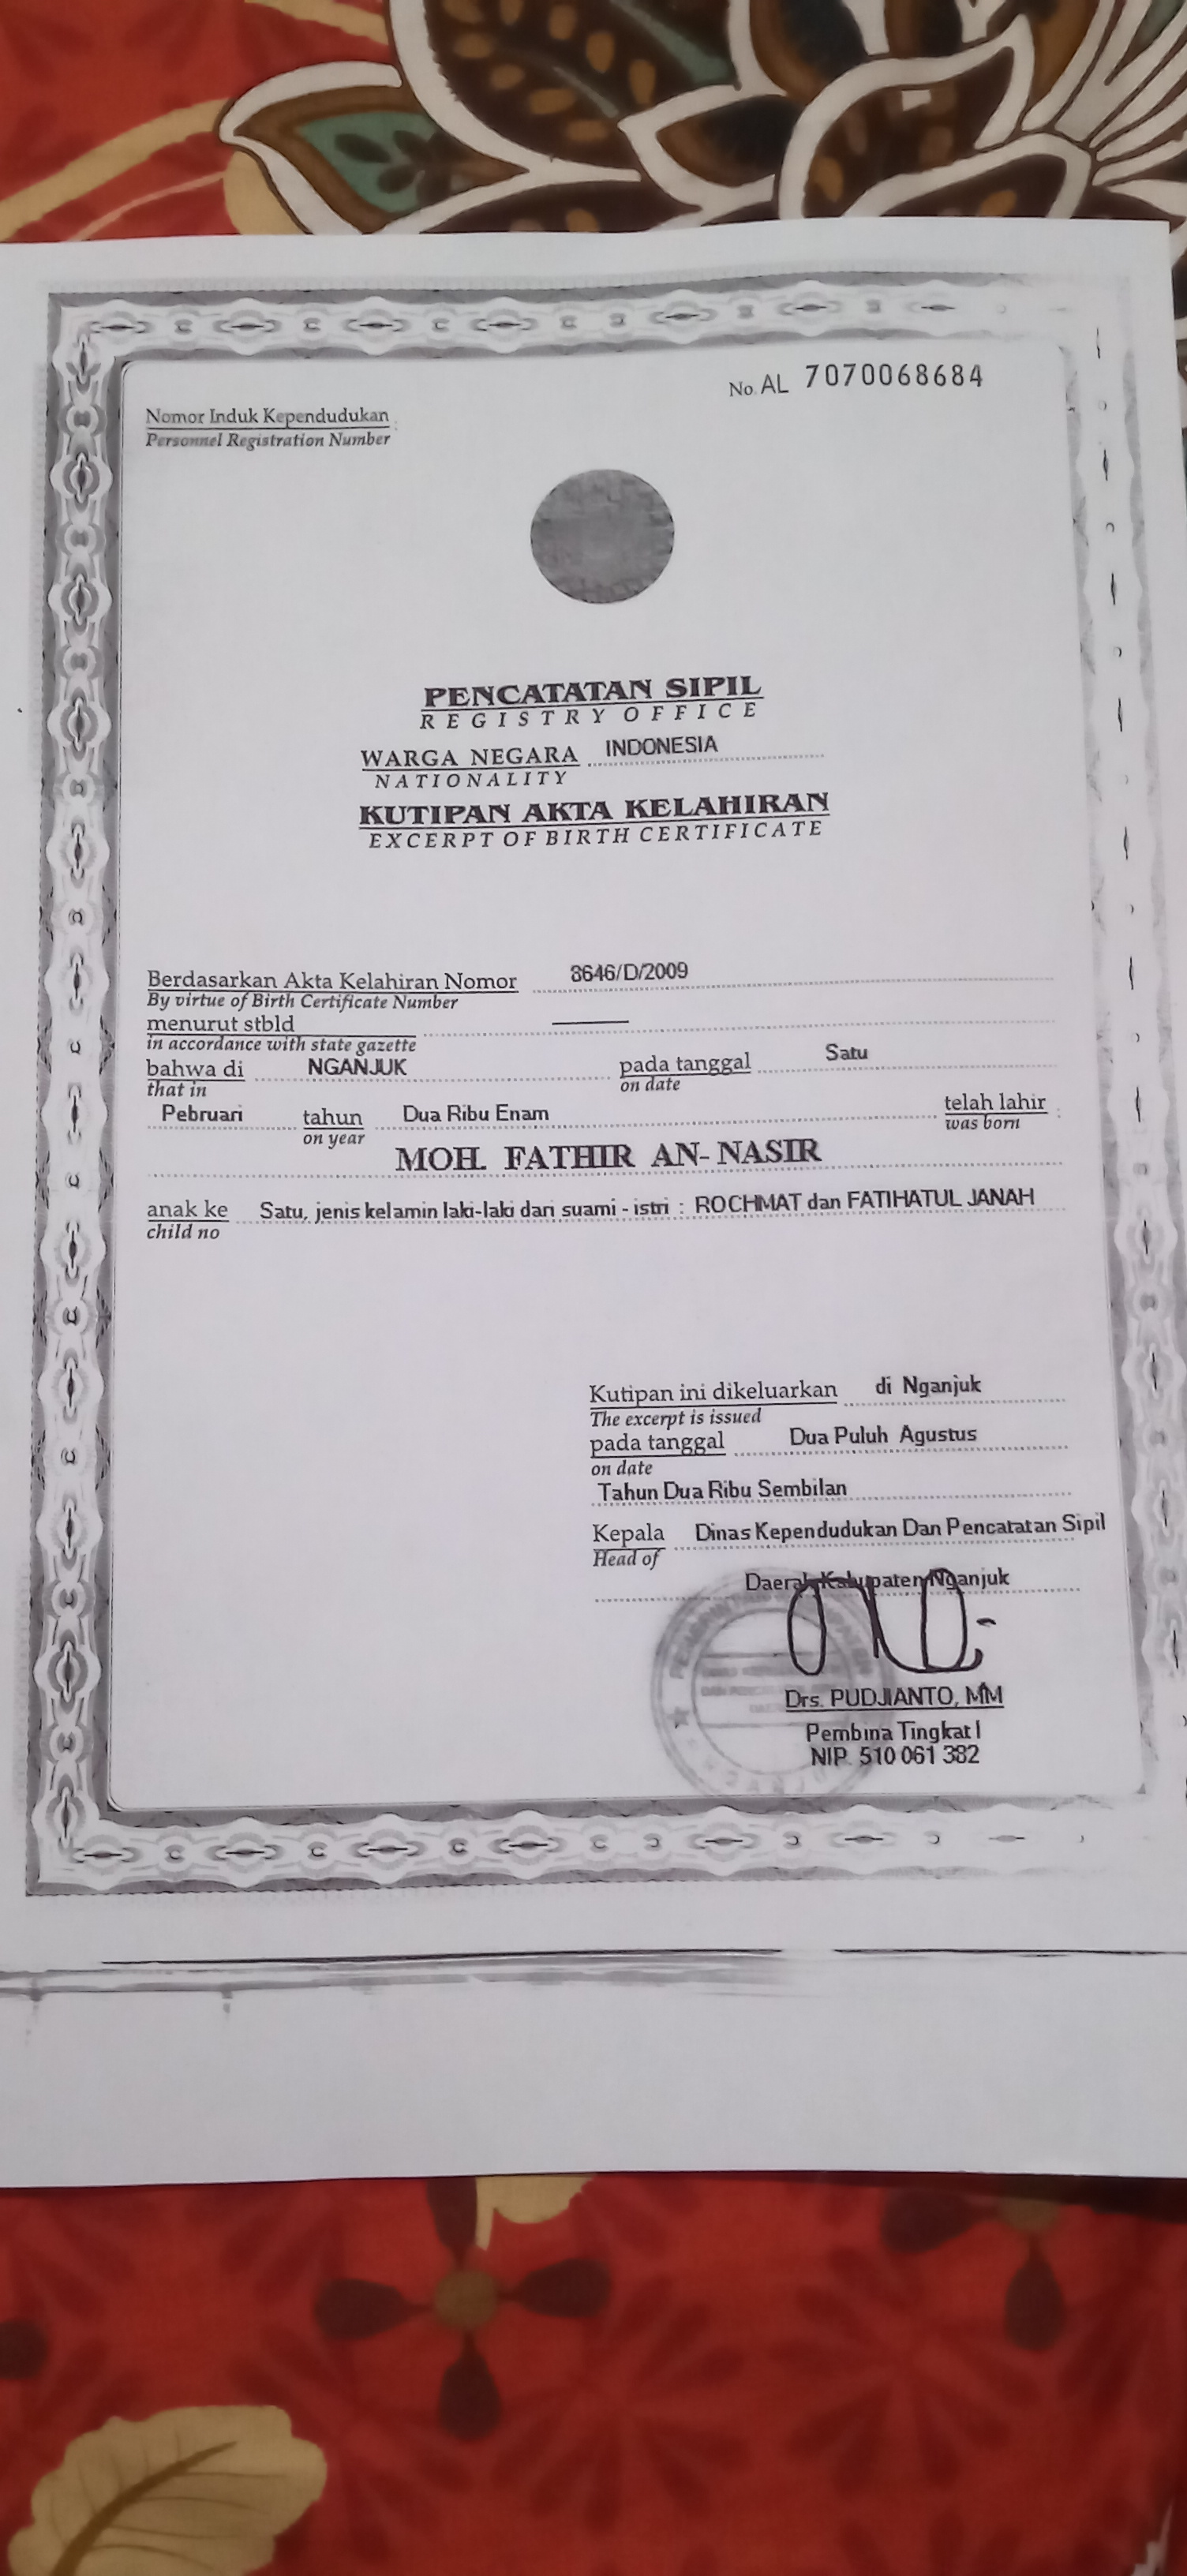 No. AL 7070068684
Nomor Induk Kependudukan :
Personnel Registration Number
PENCATATAN SIPIL
REGISTRY OFFICE
WARGA NEGARA INDONESIA
NATIONALITY
KUTIPAN AKTA KELAHIRAN
EXCERPT OF BIRTH CERTIFICATE
Berdasarkan Akta Kelahiran Nomor 8646/D/2009
By virtue of Birth Certificate Number
menurut stbld
in accordance with state gazette
bahwa di NGANJUK pada tanggal Satu
that in on date
Pebruari tahun Dua Ribu Enam telah lahir :
on year was born
MOH. FATHIR AN-NASIR
anak ke Satu, jenis kelamin laki-laki dari suami - istri : ROCHMAT dan FATIHATUL JANAH
child no
Kutipan ini dikeluarkan di Nganjuk
The excerpt is issued
pada tanggal Dua Puluh Agustus
on date
Tahun Dua Ribu Sembilan
Kepala Dinas Kependudukan Dan Pencatatan Sipil
Head of
Daerah Kabupaten Nganjuk
Drs. PUDJIANTO, MM
Pembina Tingkat I
NIP. 510 061 382